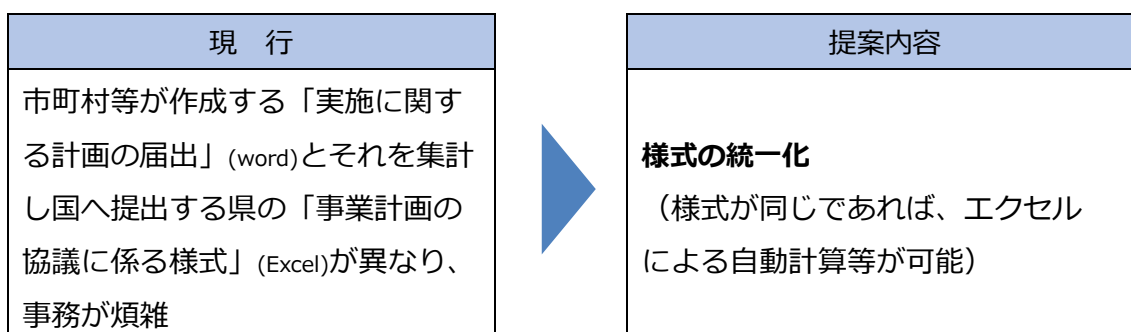 現　行
市町村等が作成する「実施に関す
る計画の届出」(word)とそれを集計
し国へ提出する県の「事業計画の
協議に係る様式」(Excel)が異なり、
事務が煩雑
提案内容
様式の統一化
（様式が同じであれば、エクセル
による自動計算等が可能）